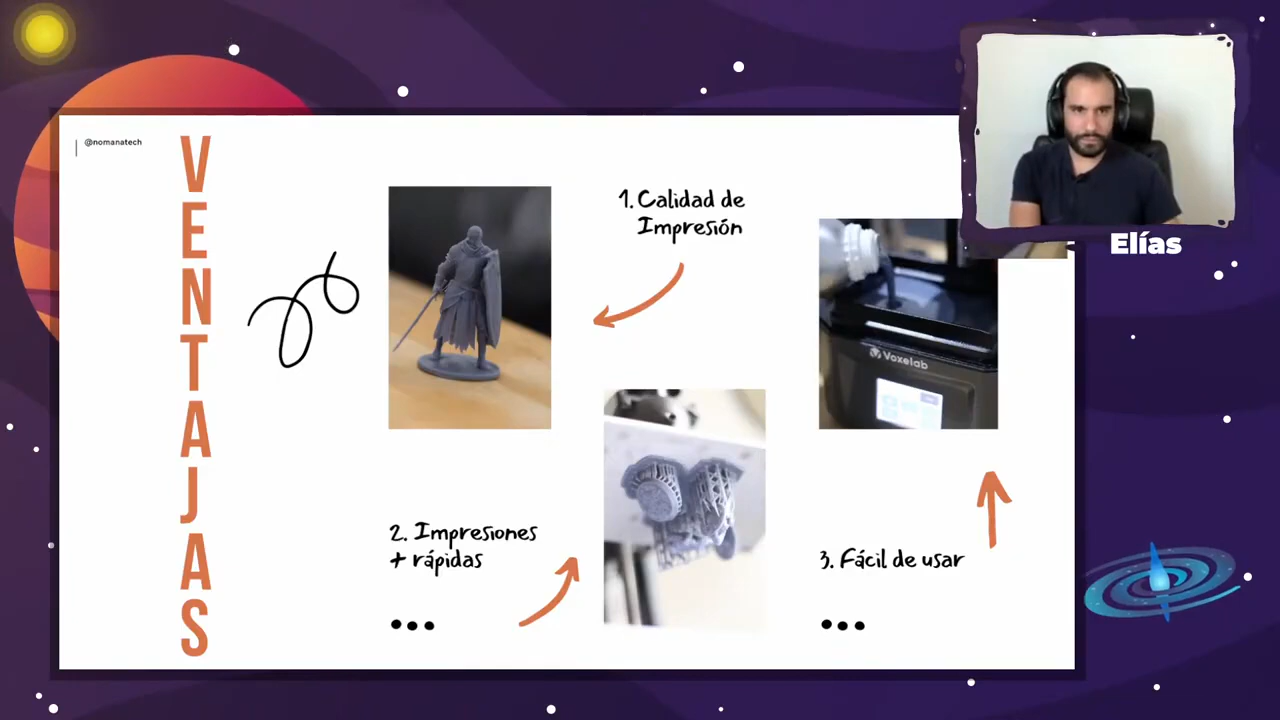 @nomanatech
VENTAJAS
1. Calidad de
Impresión
Voxelab
2. Impresiones
+ rápidas
...
3. Fácil de usar
...
Elías